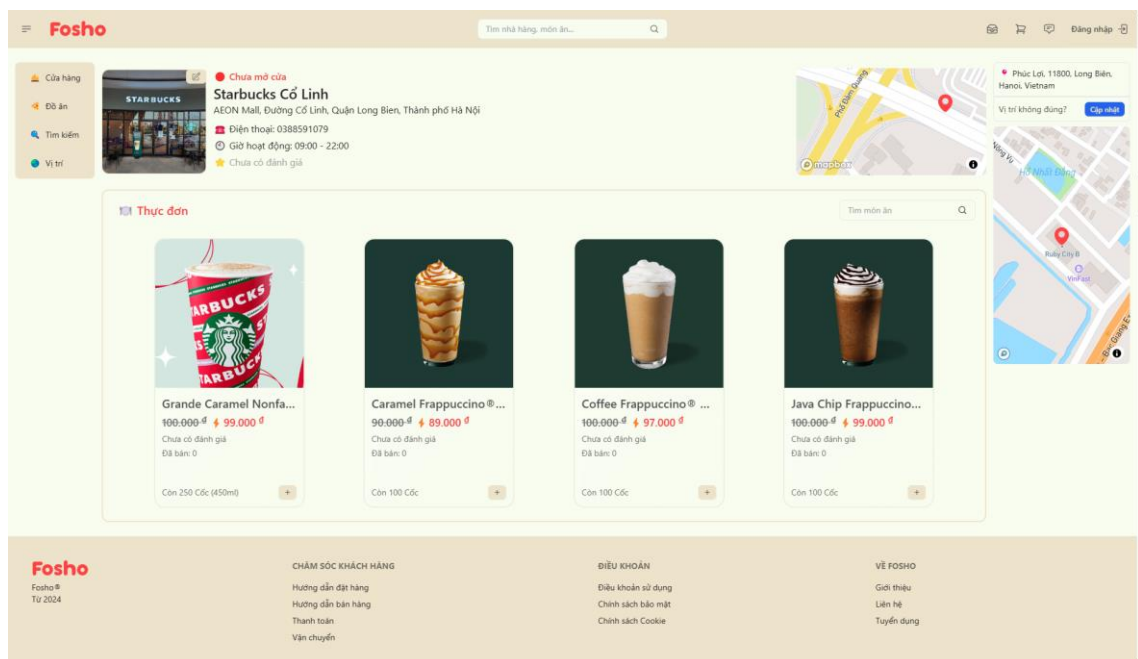 Fosho
Tìm nhà hàng, món ăn...
Đăng nhập
Cửa hàng
Đồ ăn
Tìm kiếm
Vị trí
STARBUCKS
Chưa mở cửa
Starbucks Cổ Linh
AEON Mall, Đường Cổ Linh, Quận Long Bien, Thành phố Hà Nội
Điện thoại: 0388591079
Giờ hoạt động: 09:00 - 22:00
Chưa có đánh giá
Phố Đàm Quang
mapbox
Phúc Lợi, 11800, Long Biên,
Hanoi, Vietnam
Vị trí không đúng?
Cập nhật
Hồ Nhất Đẳng
Ruby City B
VinFast
Thực đơn
Tìm món ăn
STARBUCKS
Grande Caramel Nonfa...
100.000 đ 99.000 đ
Chưa có đánh giá
Đã bán: 0
Còn 250 Cốc (450ml)
+
Caramel Frappuccino®...
90.000 đ 89.000 đ
Chưa có đánh giá
Đã bán: 0
Còn 100 Cốc
+
Coffee Frappuccino® ...
100.000 đ 97.000 đ
Chưa có đánh giá
Đã bán: 0
Còn 100 Cốc
+
Java Chip Frappuccino...
100.000 đ 99.000 đ
Chưa có đánh giá
Đã bán: 0
Còn 100 Cốc
+
Fosho
Fosho®
Từ 2024
CHĂM SÓC KHÁCH HÀNG
Hướng dẫn đặt hàng
Hướng dẫn bán hàng
Thanh toán
Vận chuyển
ĐIỀU KHOẢN
Điều khoản sử dụng
Chính sách bảo mật
Chính sách Cookie
VỀ FOSHO
Giới thiệu
Liên hệ
Tuyển dụng